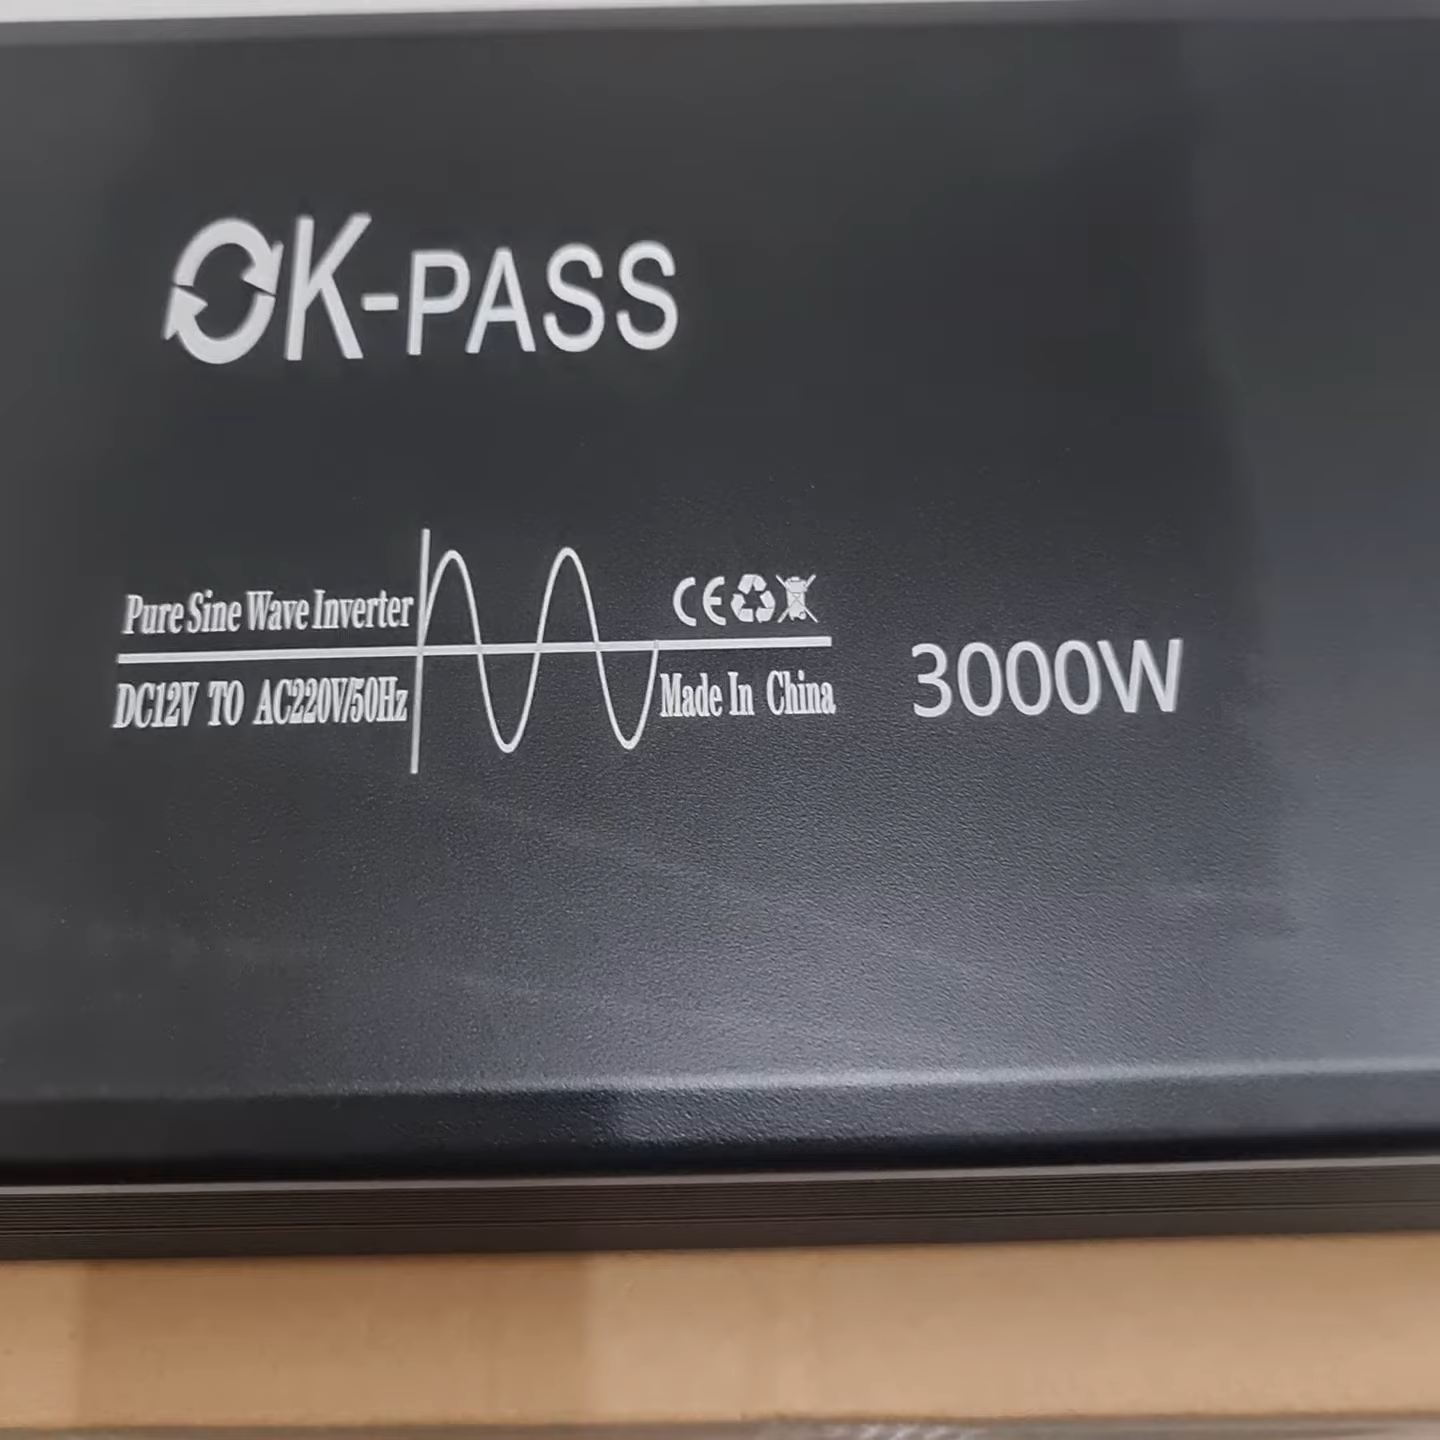 OK-PASS
Pure Sine Wave Inverter
CE
DC12V TO AC220V/50Hz
Made In China
3000W